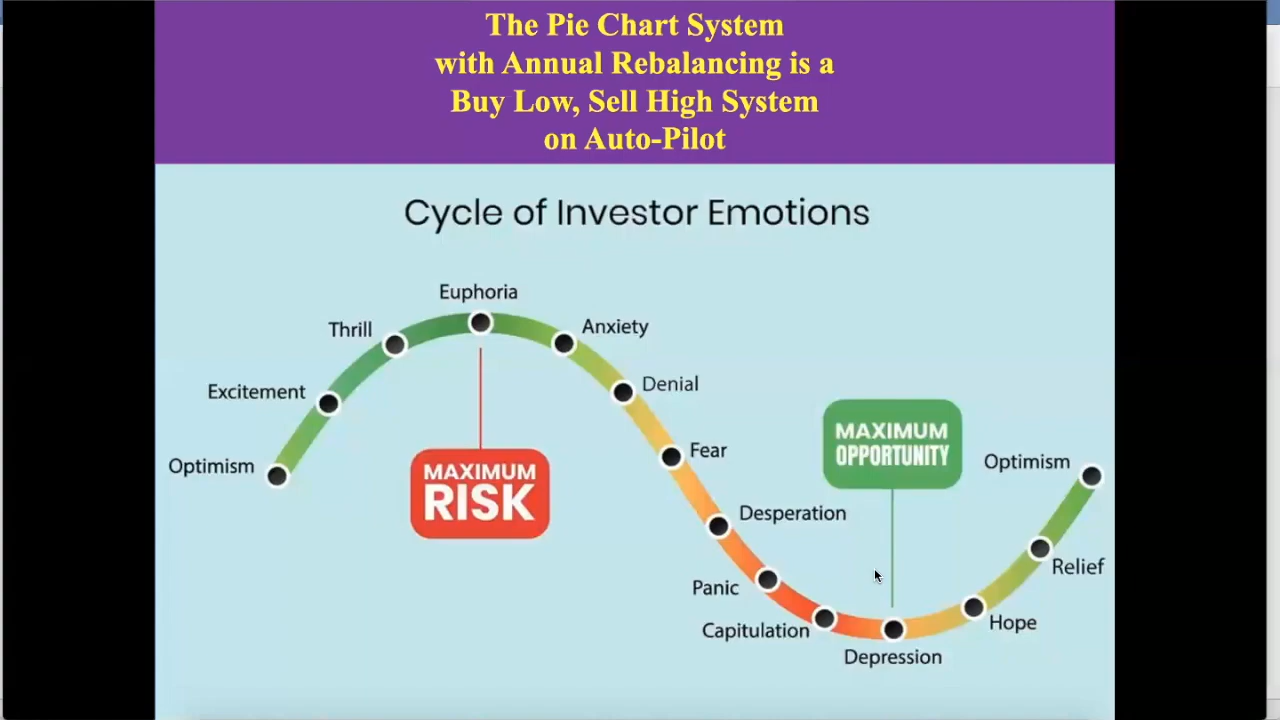 The Pie Chart System
with Annual Rebalancing is a
Buy Low, Sell High System
on Auto-Pilot
Cycle of Investor Emotions
Optimism
Excitement
Thrill
Euphoria
Anxiety
Denial
Fear
Desperation
Panic
Capitulation
Depression
Hope
Relief
Optimism
MAXIMUM
RISK
MAXIMUM
OPPORTUNITY